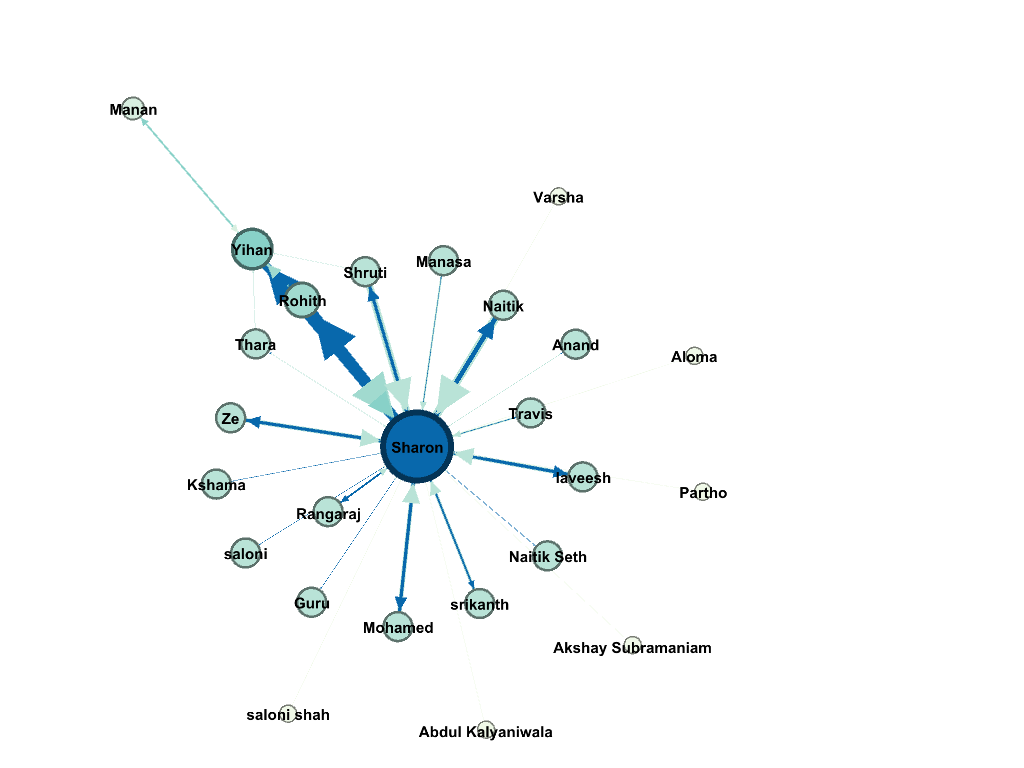 Manan
Varsha
Yihan
Manasa
Shruti
Rohith
Naitik
Thara
Anand
Aloma
Travis
Ze
Sharon
laveesh
Kshama
Partho
Rangaraj
saloni
Naitik Seth
Guru
srikanth
Mohamed
Akshay Subramaniam
saloni shah
Abdul Kalyaniwala